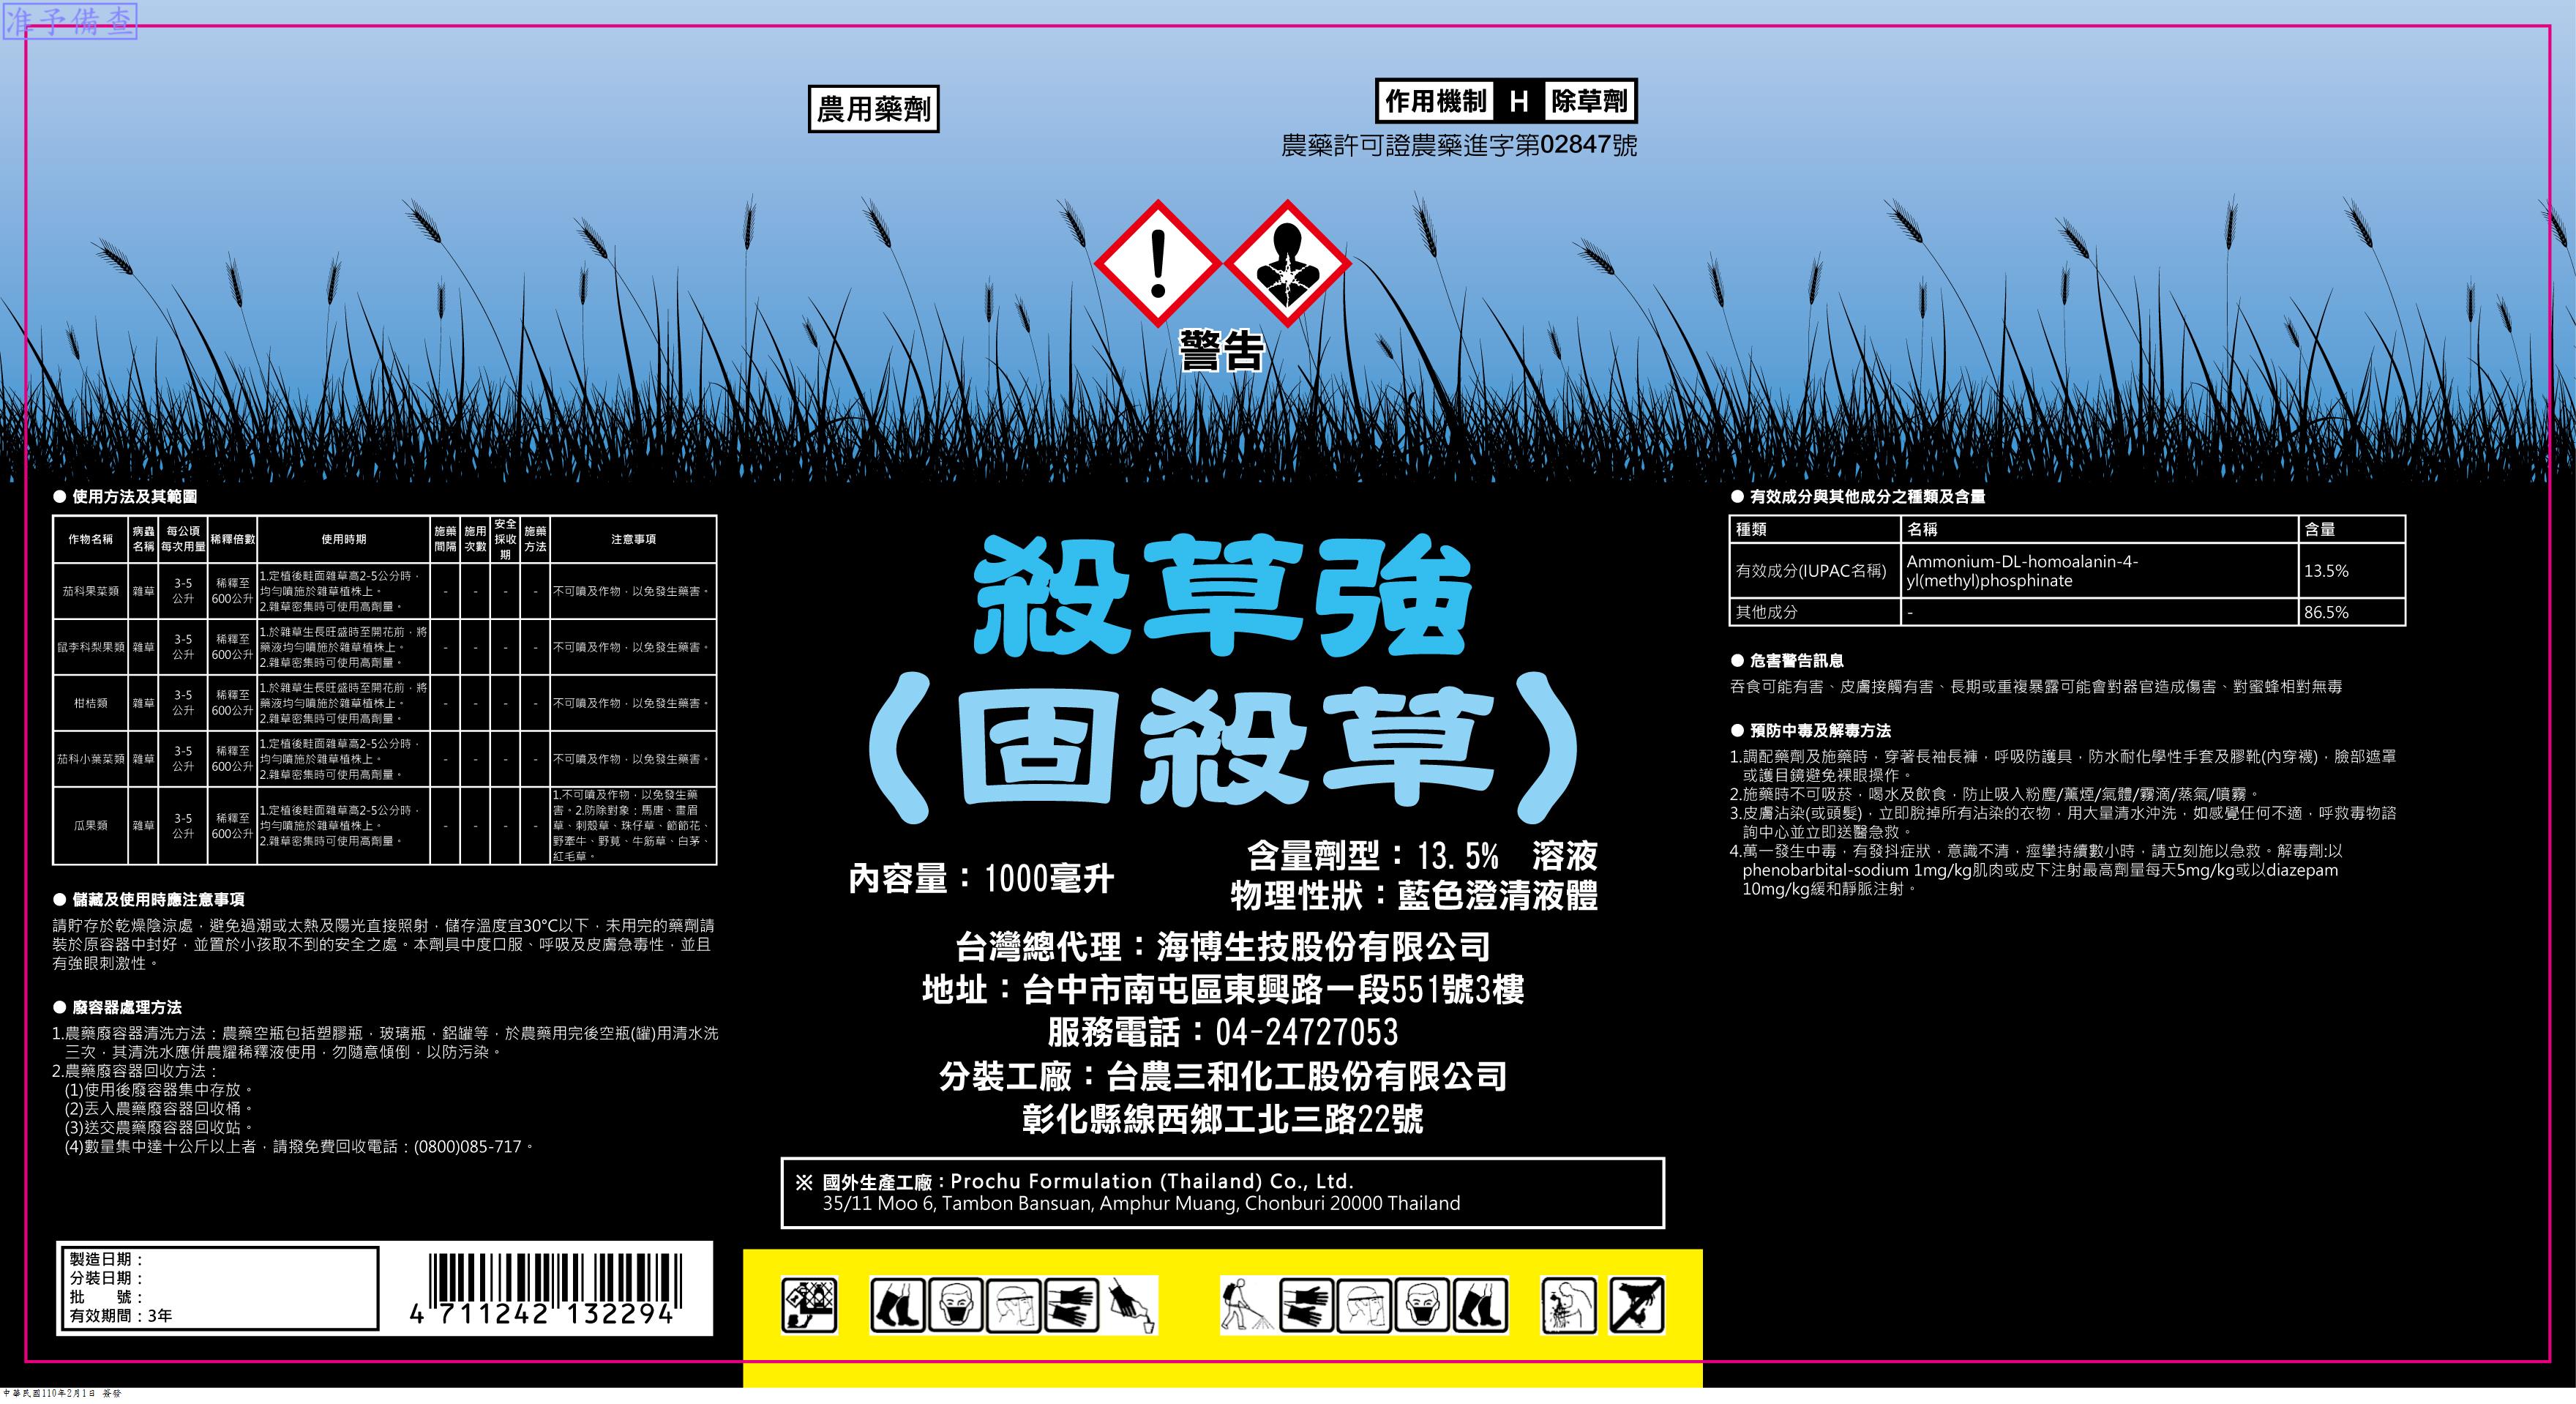 准予備查
農用藥劑
作用機制 H 除草劑
農藥許可證農藥進字第02847號
警告
● 使用方法及其範圍
作物名稱 病蟲名稱 每公頃每次用量 稀釋倍數 使用時期 施藥間隔 施用次數 安全採收期 施藥方法 注意事項
茄科果菜類 雜草 3-5公升 稀釋至600公升 1.定植後畦面雜草高2-5公分時，均勻噴施於雜草植株上。2.雜草密集時可使用高劑量。 - - - - 不可噴及作物，以免發生藥害。
鼠李科梨果類 雜草 3-5公升 稀釋至600公升 1.於雜草生長旺盛時至開花前，將藥液均勻噴施於雜草植株上。2.雜草密集時可使用高劑量。 - - - - 不可噴及作物，以免發生藥害。
柑桔類 雜草 3-5公升 稀釋至600公升 1.於雜草生長旺盛時至開花前，將藥液均勻噴施於雜草植株上。2.雜草密集時可使用高劑量。 - - - - 不可噴及作物，以免發生藥害。
茄科小葉菜類 雜草 3-5公升 稀釋至600公升 1.定植後畦面雜草高2-5公分時，均勻噴施於雜草植株上。2.雜草密集時可使用高劑量。 - - - - 不可噴及作物，以免發生藥害。
瓜果類 雜草 3-5公升 稀釋至600公升 1.定植後畦面雜草高2-5公分時，均勻噴施於雜草植株上。2.雜草密集時可使用高劑量。 - - - - 1.不可噴及作物，以免發生藥害。2.防除對象：馬唐、畫眉草、刺殼草、珠仔草、節節花、野牽牛、野莧、牛筋草、白茅、紅毛草。
● 儲藏及使用時應注意事項
請貯存於乾燥陰涼處，避免過潮或太熱及陽光直接照射，儲存溫度宜30°C以下，未用完的藥劑請
裝於原容器中封好，並置於小孩取不到的安全之處。本劑具中度口服、呼吸及皮膚急毒性，並且
有強眼刺激性。
● 廢容器處理方法
1.農藥廢容器清洗方法：農藥空瓶包括塑膠瓶，玻璃瓶，鋁罐等，於農藥用完後空瓶(罐)用清水洗
三次，其清洗水應併農耀稀釋液使用，勿隨意傾倒，以防污染。
2.農藥廢容器回收方法：
(1)使用後廢容器集中存放。
(2)丟入農藥廢容器回收桶。
(3)送交農藥廢容器回收站。
(4)數量集中達十公斤以上者，請撥免費回收電話：(0800)085-717。
製造日期：
分裝日期：
批　　號：
有效期間：3年
4 711242 132294
殺草強
(固殺草)
內容量：1000毫升
含量劑型：13.5%　溶液
物理性狀：藍色澄清液體
台灣總代理：海博生技股份有限公司
地址：台中市南屯區東興路一段551號3樓
服務電話：04-24727053
分裝工廠：台農三和化工股份有限公司
彰化縣線西鄉工北三路22號
※ 國外生產工廠：Prochu Formulation (Thailand) Co., Ltd.
35/11 Moo 6, Tambon Bansuan, Amphur Muang, Chonburi 20000 Thailand
● 有效成分與其他成分之種類及含量
種類 名稱 含量
有效成分(IUPAC名稱) Ammonium-DL-homoalanin-4-yl(methyl)phosphinate 13.5%
其他成分 - 86.5%
● 危害警告訊息
吞食可能有害、皮膚接觸有害、長期或重複暴露可能會對器官造成傷害、對蜜蜂相對無毒
● 預防中毒及解毒方法
1.調配藥劑及施藥時，穿著長袖長褲，呼吸防護具，防水耐化學性手套及膠靴(內穿襪)，臉部遮罩
或護目鏡避免裸眼操作。
2.施藥時不可吸菸，喝水及飲食，防止吸入粉塵/薰煙/氣體/霧滴/蒸氣/噴霧。
3.皮膚沾染(或頭髮)，立即脫掉所有沾染的衣物，用大量清水沖洗，如感覺任何不適，呼救毒物諮
詢中心並立即送醫急救。
4.萬一發生中毒，有發抖症狀，意識不清，痙攣持續數小時，請立刻施以急救。解毒劑:以
phenobarbital-sodium 1mg/kg肌肉或皮下注射最高劑量每天5mg/kg或以diazepam
10mg/kg緩和靜脈注射。
中華民國110年2月1日 簽發